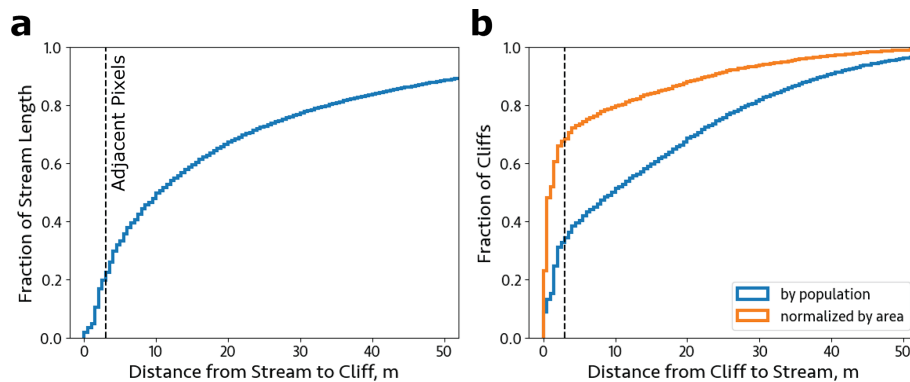 a
b
Fraction of Stream Length
1.0
0.8
0.6
0.4
0.2
0.0
Adjacent Pixels
0
10
20
30
40
50
Distance from Stream to Cliff, m
Fraction of Cliffs
1.0
0.8
0.6
0.4
0.2
0.0
by population
normalized by area
0
10
20
30
40
50
Distance from Cliff to Stream, m